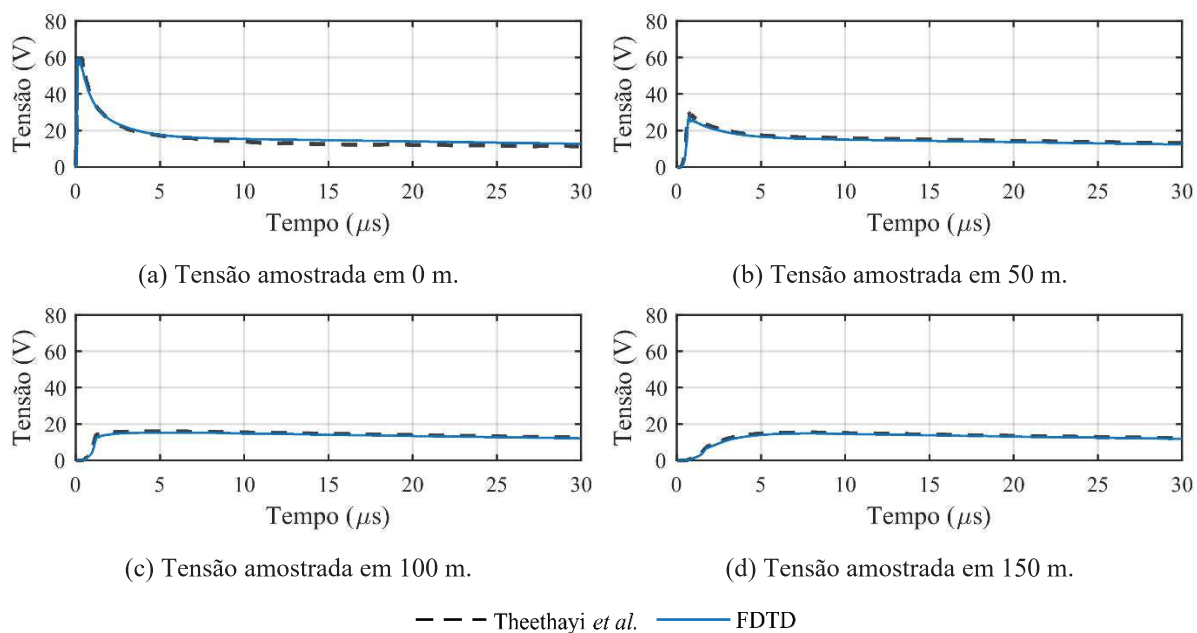 Tensão (V)
80
60
40
20
0
0 5 10 15 20 25 30
Tempo (μs)
(a) Tensão amostrada em 0 m.
Tensão (V)
80
60
40
20
0
0 5 10 15 20 25 30
Tempo (μs)
(b) Tensão amostrada em 50 m.
Tensão (V)
80
60
40
20
0
0 5 10 15 20 25 30
Tempo (μs)
(c) Tensão amostrada em 100 m.
Tensão (V)
80
60
40
20
0
0 5 10 15 20 25 30
Tempo (μs)
(d) Tensão amostrada em 150 m.
Theethayi et al. FDTD